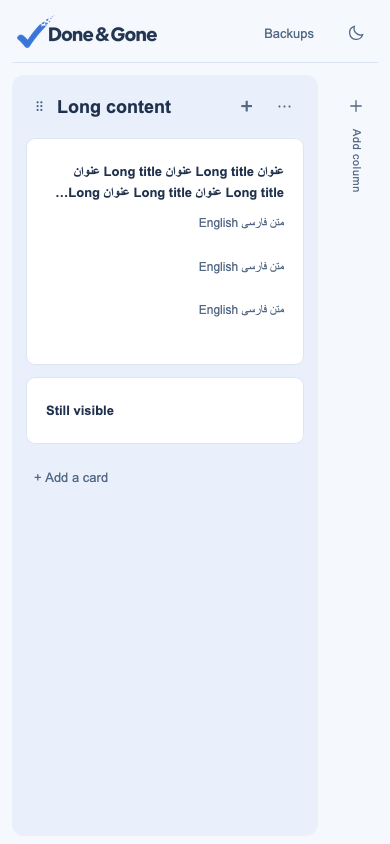 Done & Gone
Backups
Long content
+
...
عنوان Long title عنوان Long title عنوان
Long title عنوان Long title عنوان Long…
متن فارسی English
متن فارسی English
متن فارسی English
Still visible
+ Add a card
+
Add column